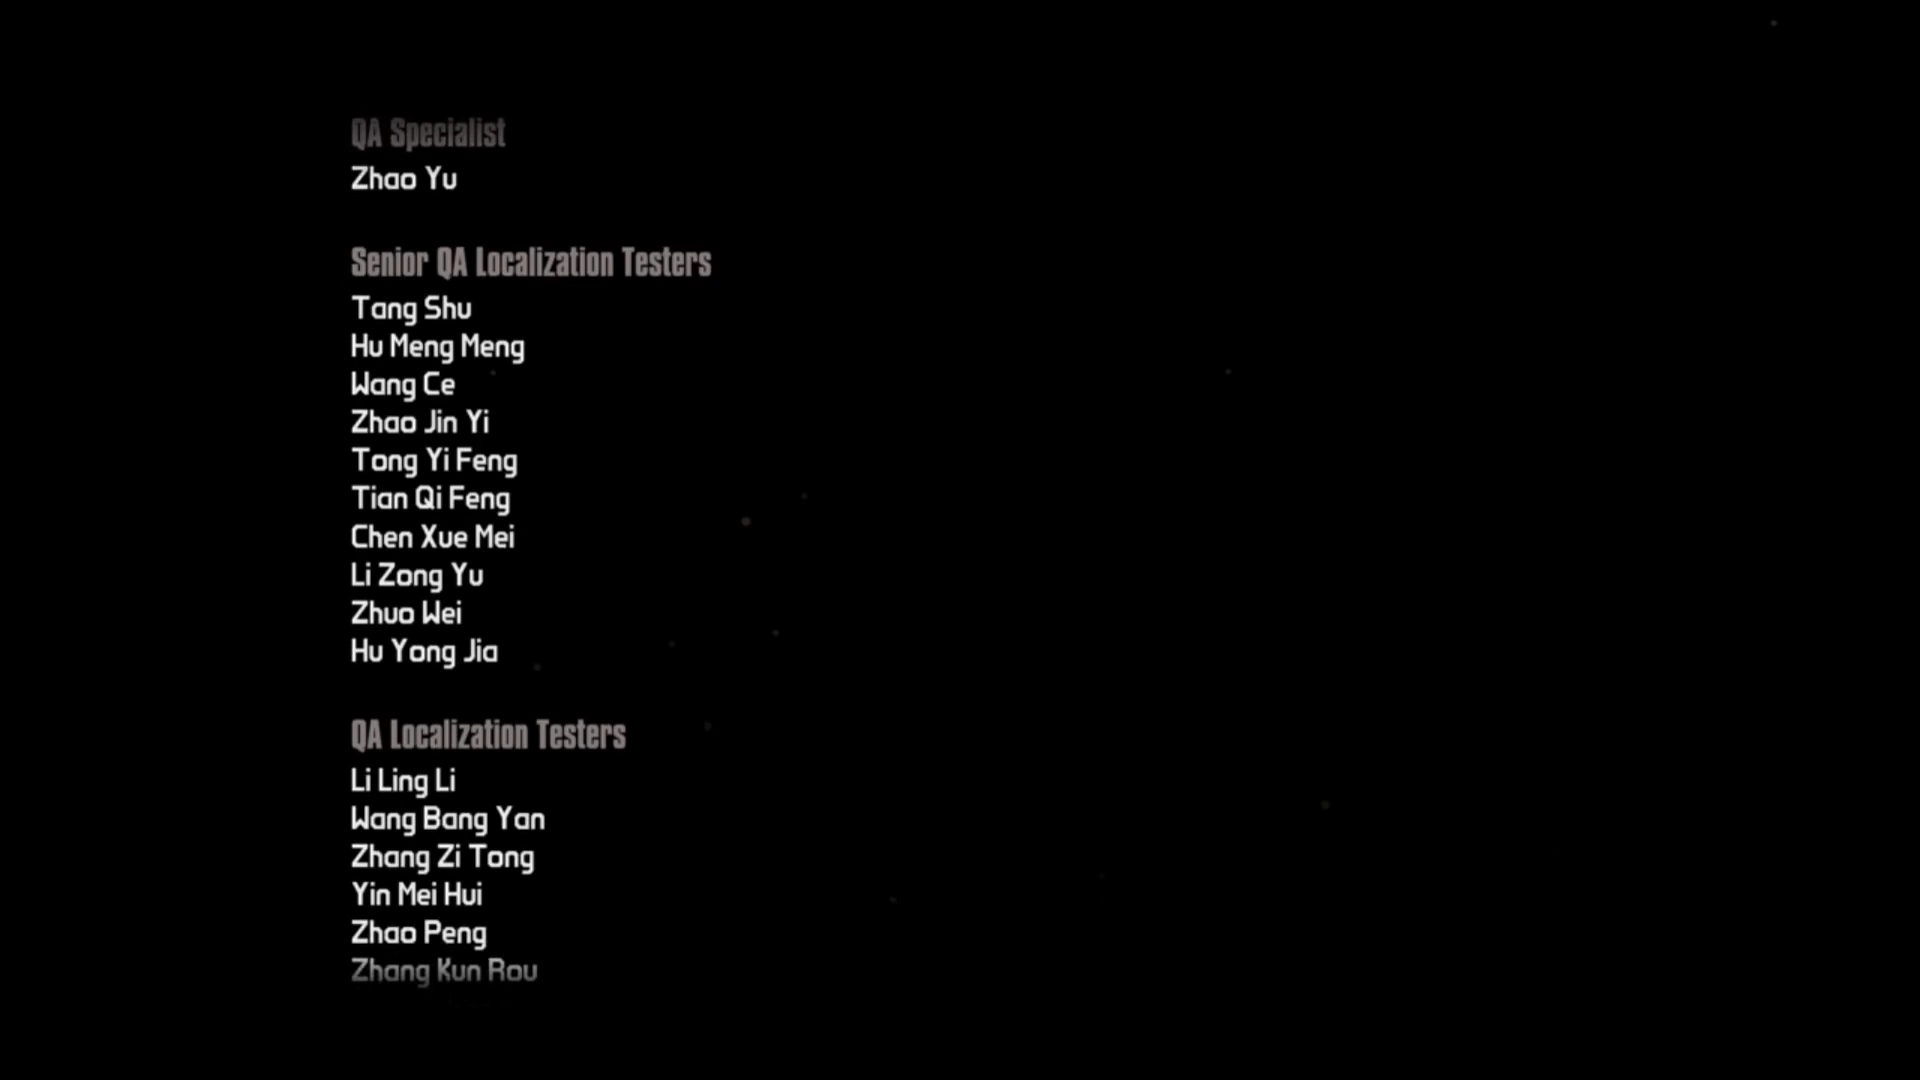 QA Specialist
Zhao Yu
Senior QA Localization Testers
Tang Shu
Hu Meng Meng
Wang Ce
Zhao Jin Yi
Tong Yi Feng
Tian Qi Feng
Chen Xue Mei
Li Zong Yu
Zhuo Wei
Hu Yong Jia
QA Localization Testers
Li Ling Li
Wang Bang Yan
Zhang Zi Tong
Yin Mei Hui
Zhao Peng
Zhang Kun Rou